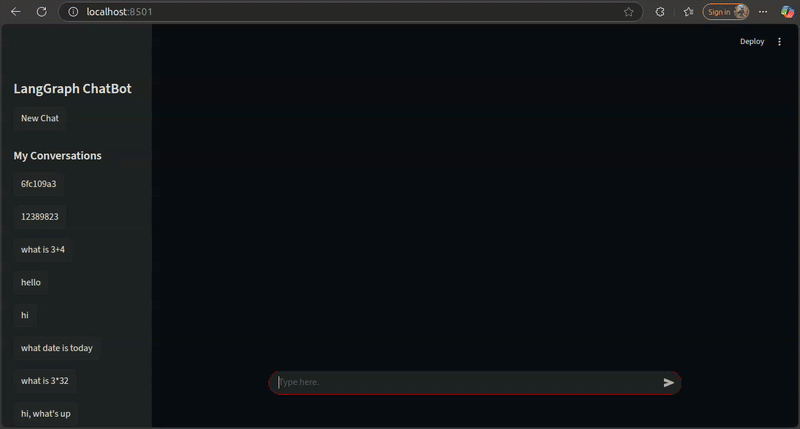 localhost:8501
Sign in
Deploy
LangGraph ChatBot
New Chat
My Conversations
6fc109a3
12389823
what is 3+4
hello
hi
what date is today
what is 3*32
hi, what's up
Type here.